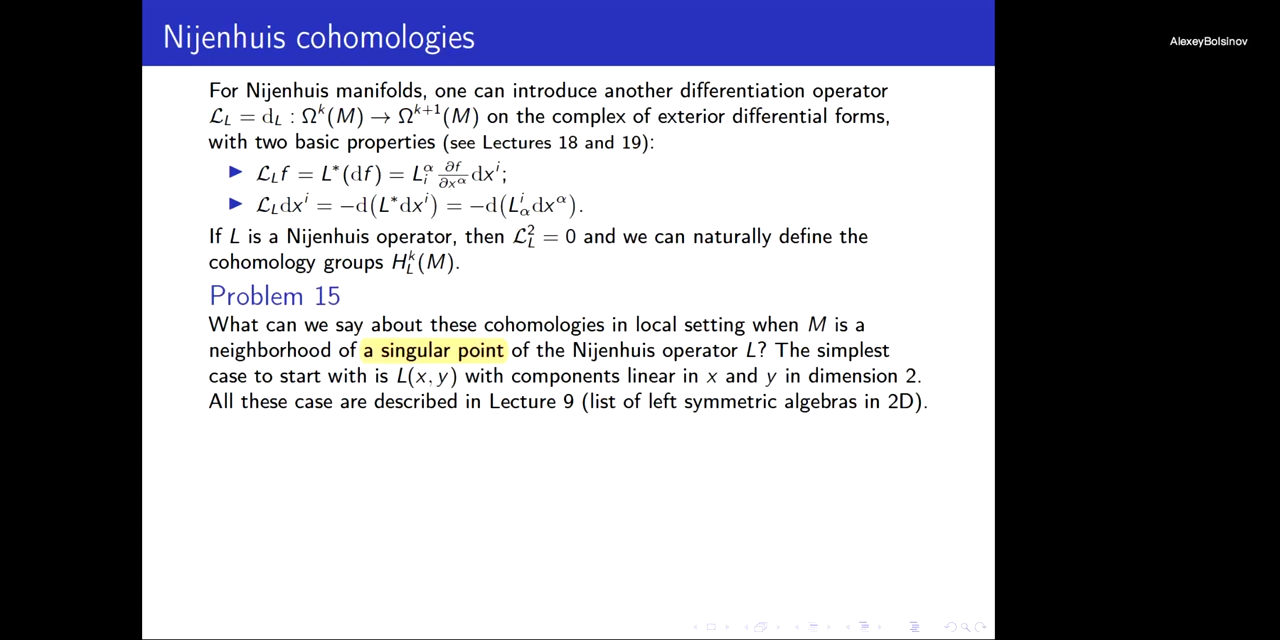 Nijenhuis cohomologies
AlexeyBolsinov
For Nijenhuis manifolds, one can introduce another differentiation operator
ℒ_L = d_L : Ω^k(M) → Ω^{k+1}(M) on the complex of exterior differential forms,
with two basic properties (see Lectures 18 and 19):
▶ ℒ_L f = L*(df) = L^α_i ∂f/∂x^α dx^i;
▶ ℒ_L dx^i = −d(L*dx^i) = −d(L^i_α dx^α).
If L is a Nijenhuis operator, then ℒ^2_L = 0 and we can naturally define the
cohomology groups H^k_L(M).
Problem 15
What can we say about these cohomologies in local setting when M is a
neighborhood of a singular point of the Nijenhuis operator L? The simplest
case to start with is L(x, y) with components linear in x and y in dimension 2.
All these case are described in Lecture 9 (list of left symmetric algebras in 2D).